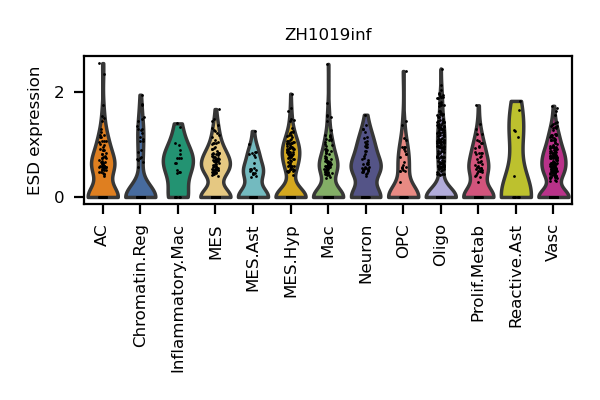 ZH1019inf
ESD expression
2
0
AC
Chromatin.Reg
Inflammatory.Mac
MES
MES.Ast
MES.Hyp
Mac
Neuron
OPC
Oligo
Prolif.Metab
Reactive.Ast
Vasc